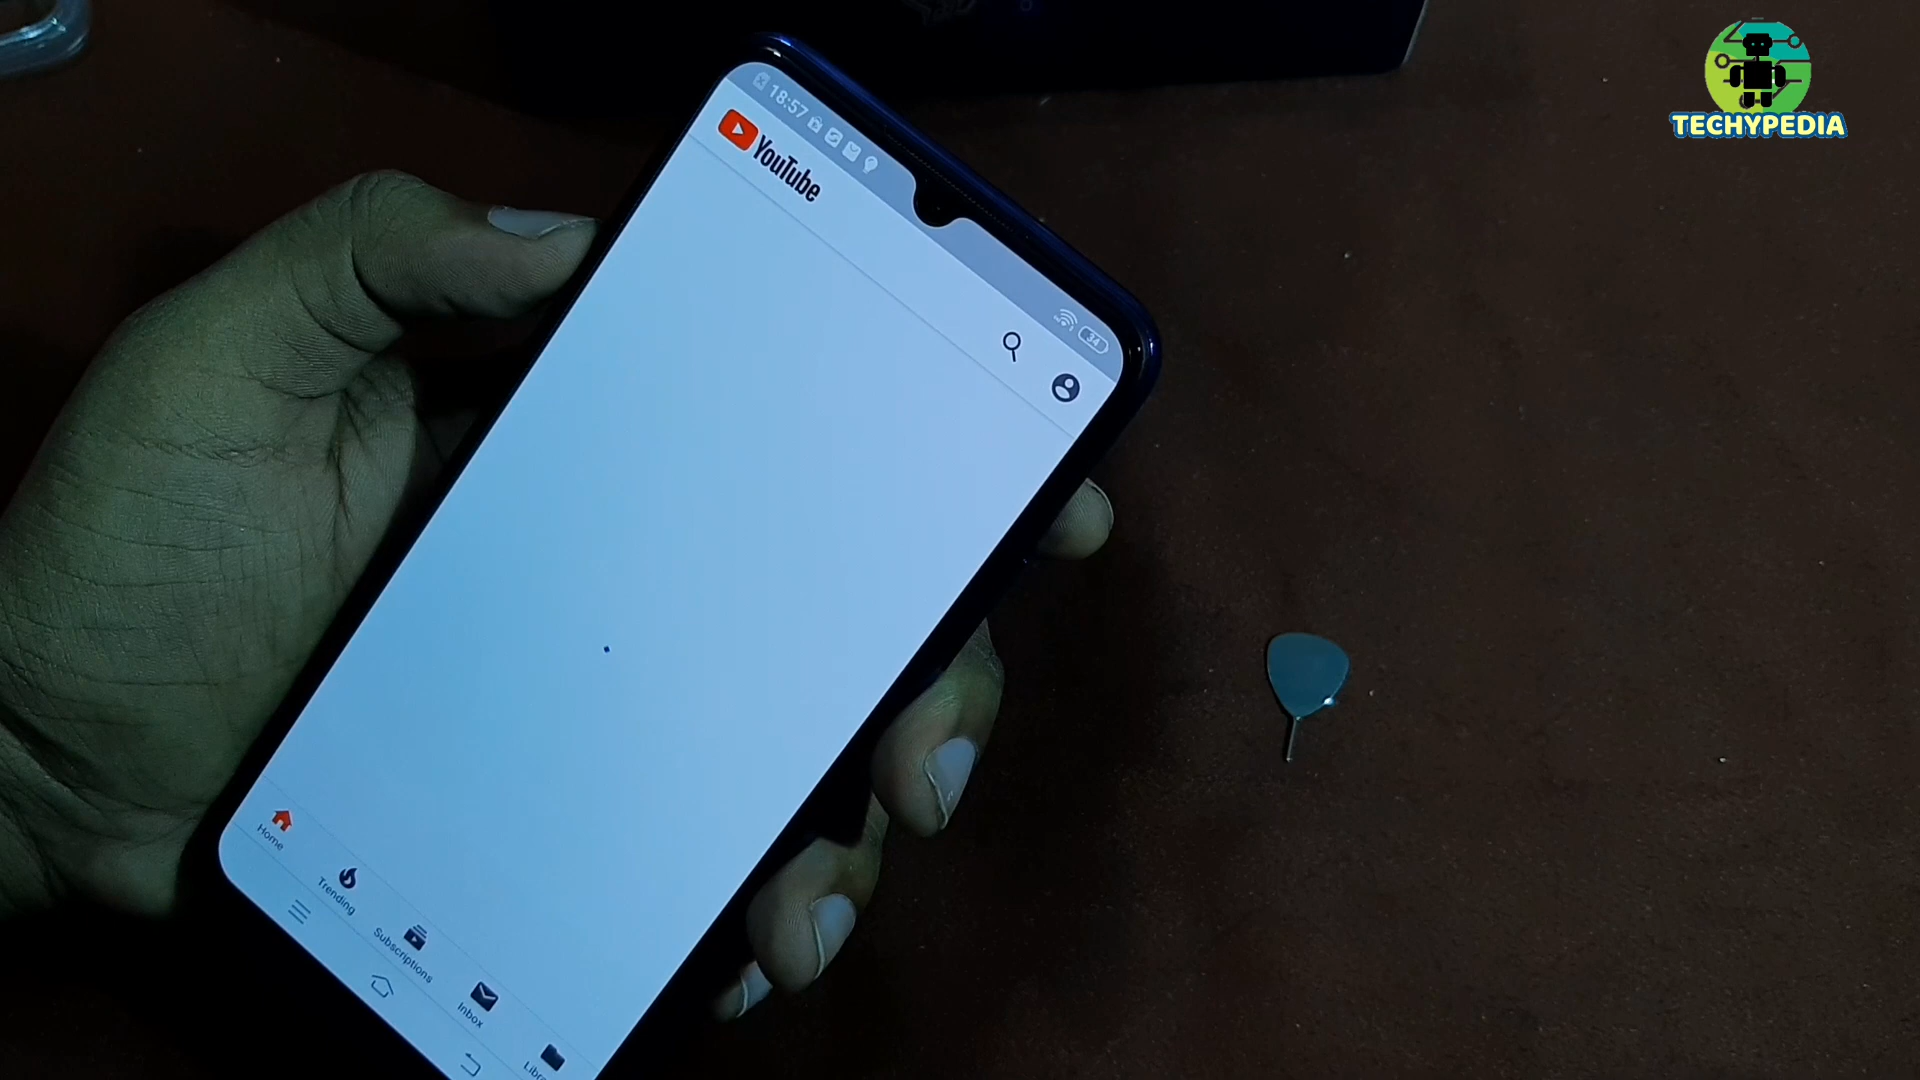 TECHYPEDIA
18:57
34
YouTube
Home
Trending
Subscriptions
Inbox